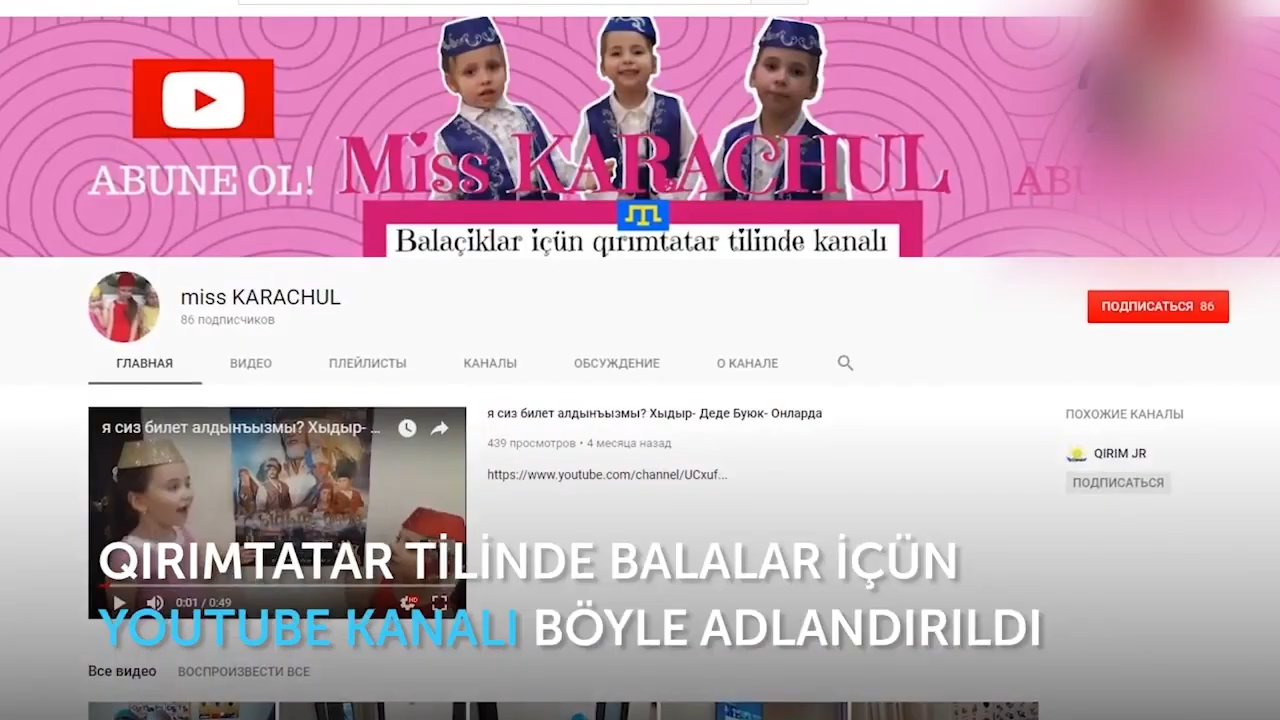 ABUNE OL!
Miss KARACHUL
Balaçiklar içün qırımtatar tilinde kanalı
miss KARACHUL
86 подписчиков
ПОДПИСАТЬСЯ 86
ГЛАВНАЯ ВИДЕО ПЛЕЙЛИСТЫ КАНАЛЫ ОБСУЖДЕНИЕ О КАНАЛЕ
я сиз билет алдынъызмы? Хыдыр- ...
я сиз билет алдынъызмы? Хыдыр- Деде Буюк- Онларда
439 просмотров • 4 месяца назад
https://www.youtube.com/channel/UCxuf...
ПОХОЖИЕ КАНАЛЫ
QIRIM JR
ПОДПИСАТЬСЯ
0:01 / 0:49
HD
QIRIMTATAR TİLİNDE BALALAR İÇÜN
YOUTUBE KANALI BÖYLE ADLANDIRILDI
Все видео ВОСПРОИЗВЕСТИ ВСЕ